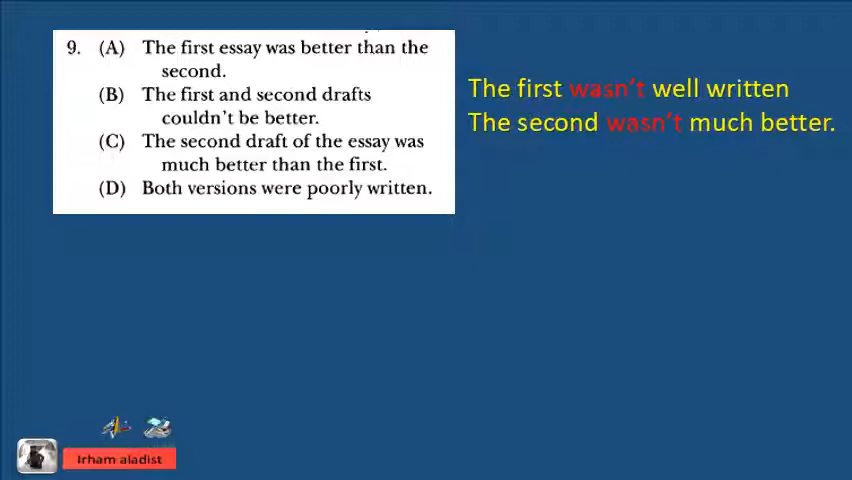 9. (A) The first essay was better than the
second.
(B) The first and second drafts
couldn't be better.
(C) The second draft of the essay was
much better than the first.
(D) Both versions were poorly written.
The first wasn't well written
The second wasn't much better.
Irham aladist